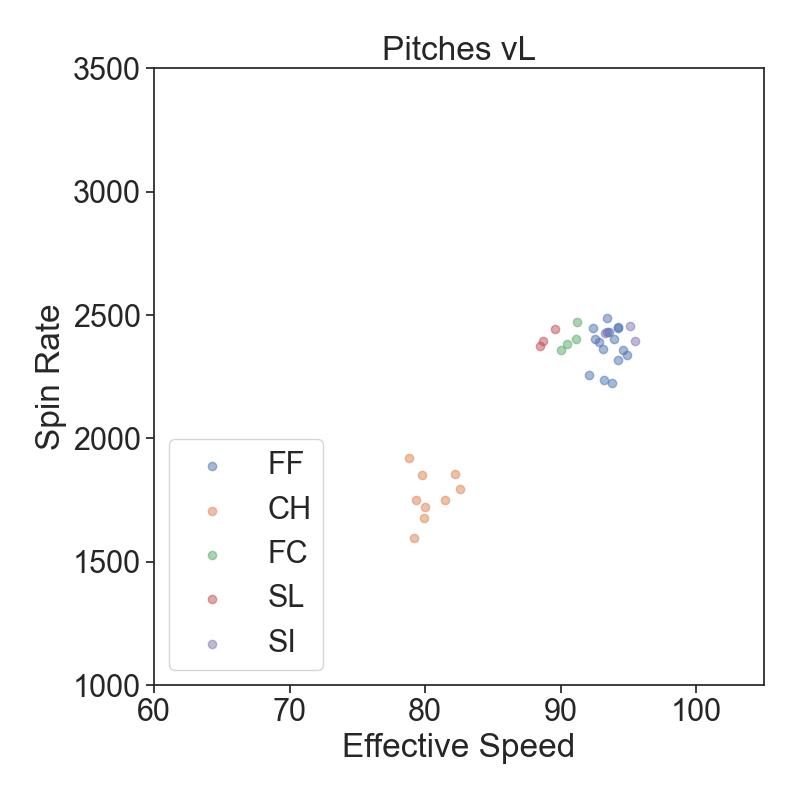 Pitches vL
3500
3000
2500
2000
1500
1000
Spin Rate
FF
CH
FC
SL
SI
60 70 80 90 100
Effective Speed